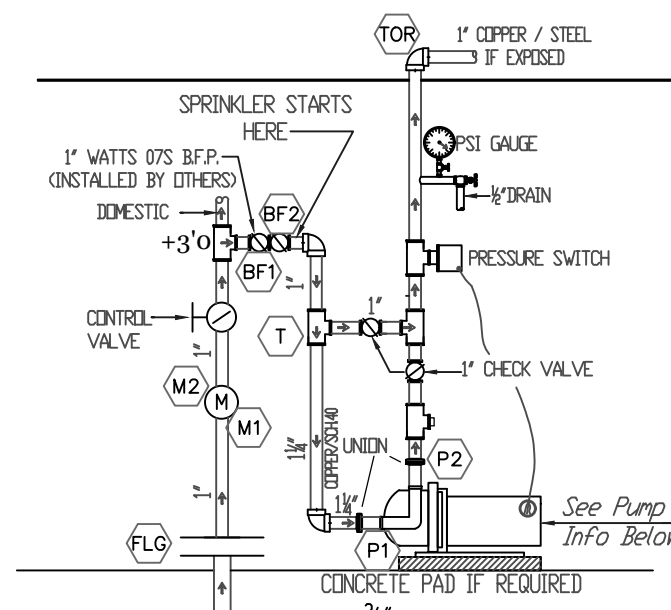 TOR
1" COPPER / STEEL
IF EXPOSED
SPRINKLER STARTS
HERE
PSI GAUGE
1" WATTS 07S B.F.P.
(INSTALLED BY OTHERS)
½" DRAIN
DOMESTIC
BF2
+3'0
BF1
PRESSURE SWITCH
1"
1"
CONTROL
VALVE
T
1"
1" CHECK VALVE
M2
M
M1
1¼"
COPPER/SCH40
UNION
P2
1"
1¼"
See Pump
Info Below
FLG
P1
CONCRETE PAD IF REQUIRED